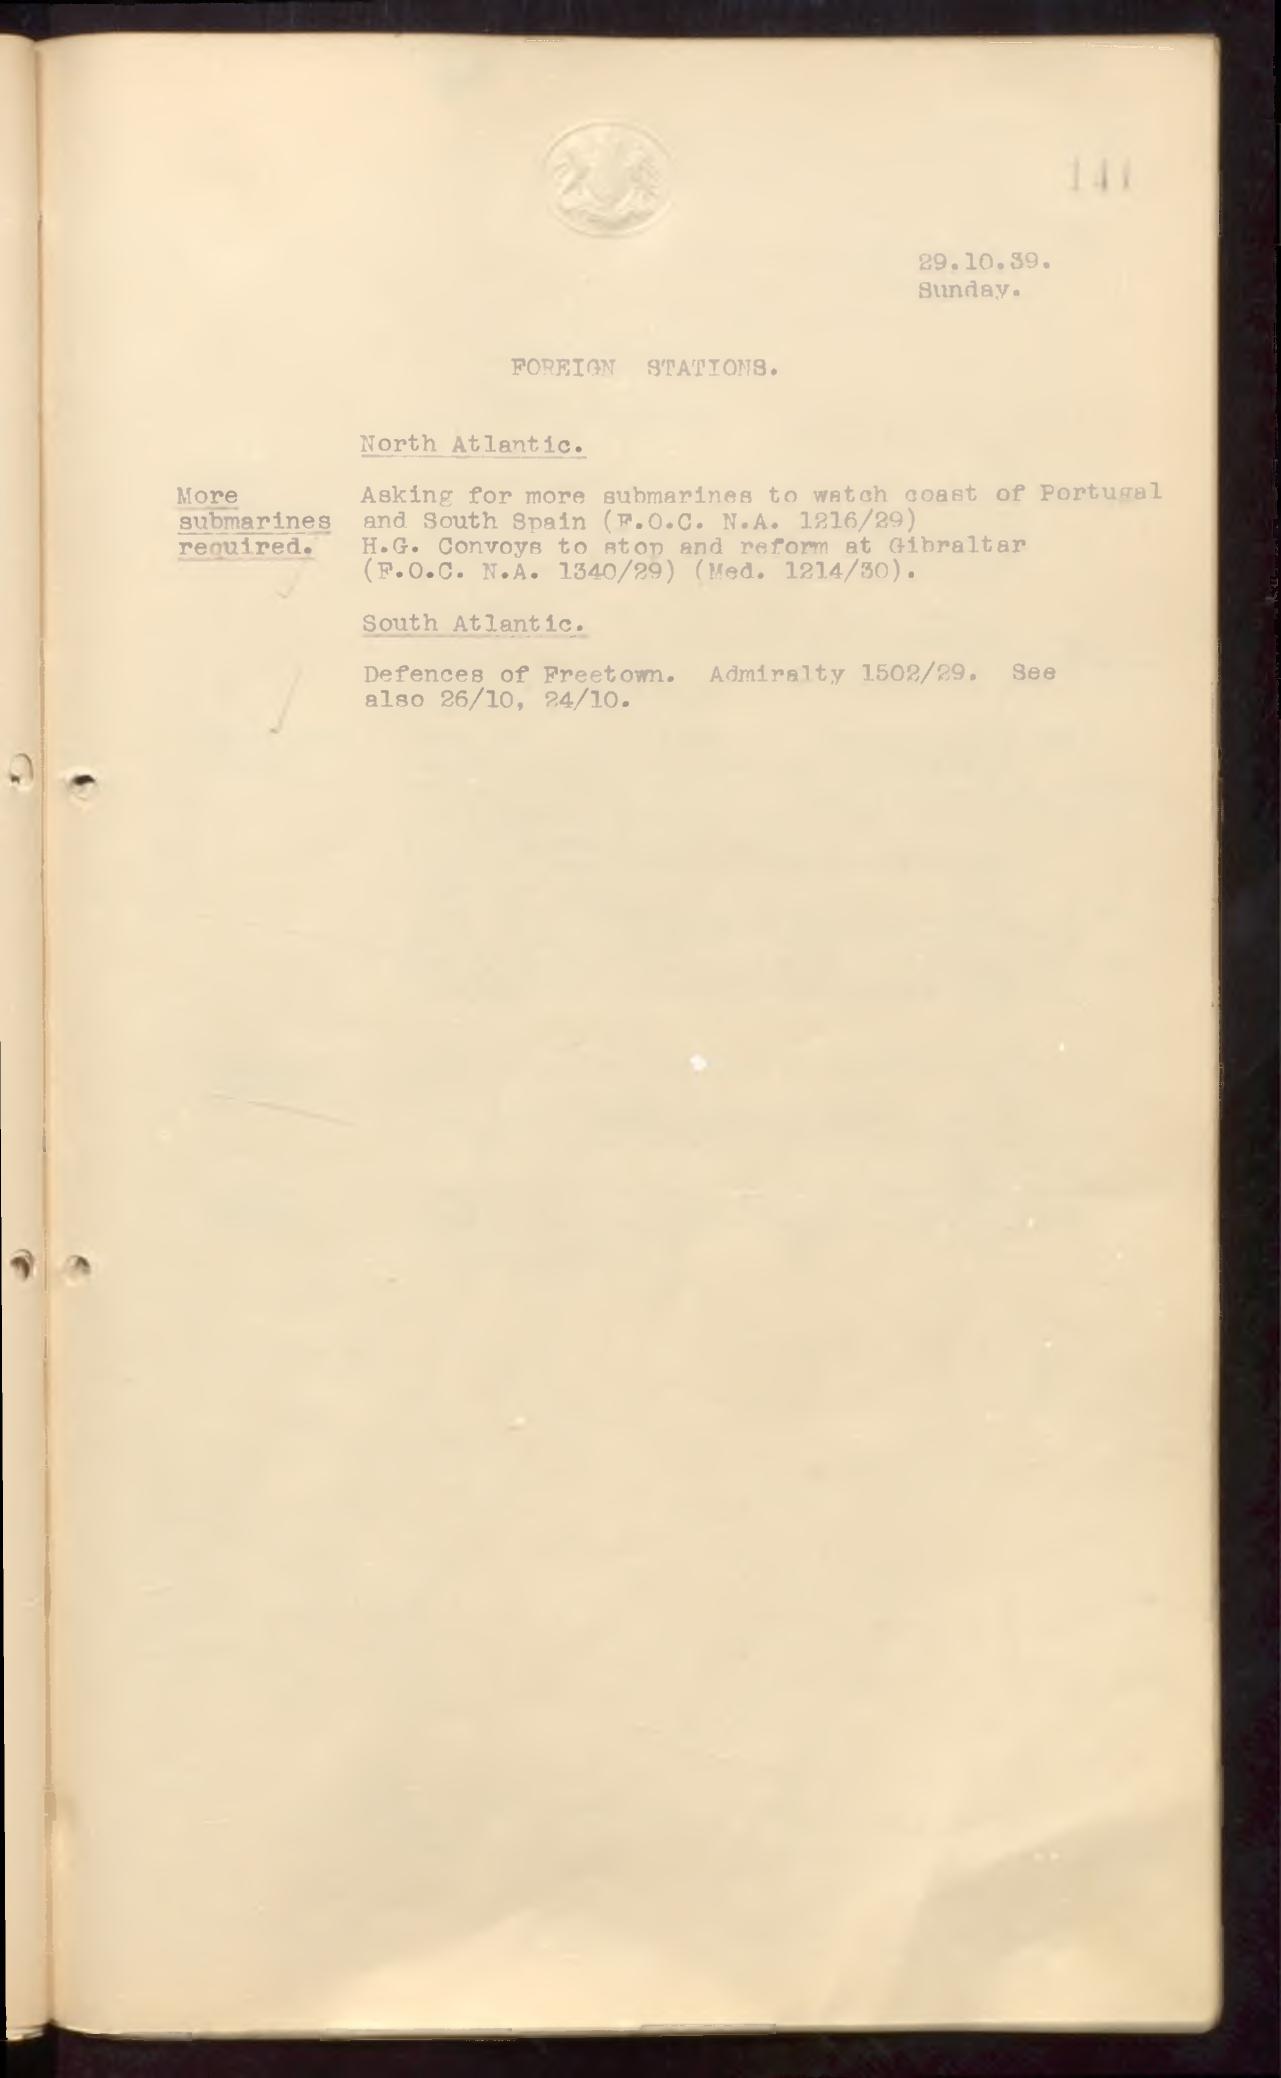 141
29.10.39.
Sunday.
FOREIGN STATIONS.
North Atlantic.
More
submarines
required.
Asking for more submarines to watch coast of Portugal
and South Spain (F.O.C. N.A. 1216/29)
H.G. Convoys to stop and reform at Gibraltar
(F.O.C. N.A. 1340/29) (Med. 1214/30).
South Atlantic.
Defences of Freetown. Admiralty 1502/29. See
also 26/10, 24/10.